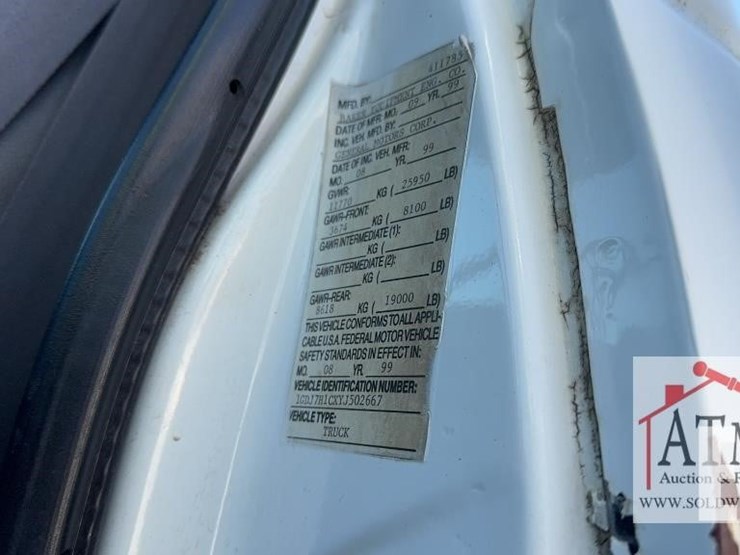 411785
MFD. BY:
BAKER EQUIPMENT ENG. CO.
DATE OF MFR: MO. 09 YR. 99
INC. VEH. MFD. BY:
GENERAL MOTORS CORP.
DATE OF INC. VEH. MFR:
MO. 08 YR. 99
GVWR:
11770 KG ( 25950 LB)
GAWR-FRONT:
3674 KG ( 8100 LB)
GAWR INTERMEDIATE (1):
KG ( LB)
GAWR INTERMEDIATE (2):
KG ( LB)
GAWR-REAR:
8618 KG ( 19000 LB)
THIS VEHICLE CONFORMS TO ALL APPLI-
CABLE U.S.A. FEDERAL MOTOR VEHICLE
SAFETY STANDARDS IN EFFECT IN:
MO. 08 YR. 99
VEHICLE IDENTIFICATION NUMBER:
1GDJ7H1CXYJ502667
VEHICLE TYPE:
TRUCK
ATM
Auction &
WWW.SOLDW